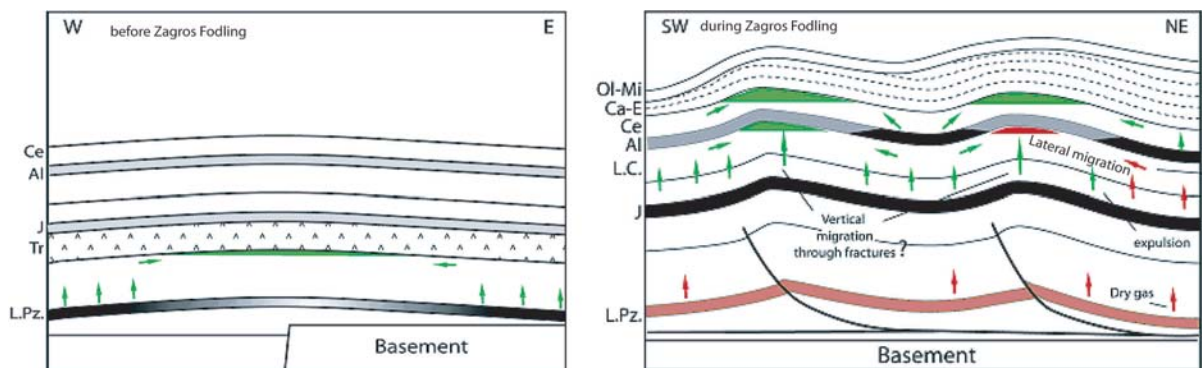 W before Zagros Fodling E
Ce
Al
J
Tr
L.Pz.
Basement
SW during Zagros Fodling NE
Ol-Mi
Ca-E
Ce
Al
L.C.
J
L.Pz.
Lateral migration
Vertical
migration
through fractures ?
expulsion
Dry gas
Basement